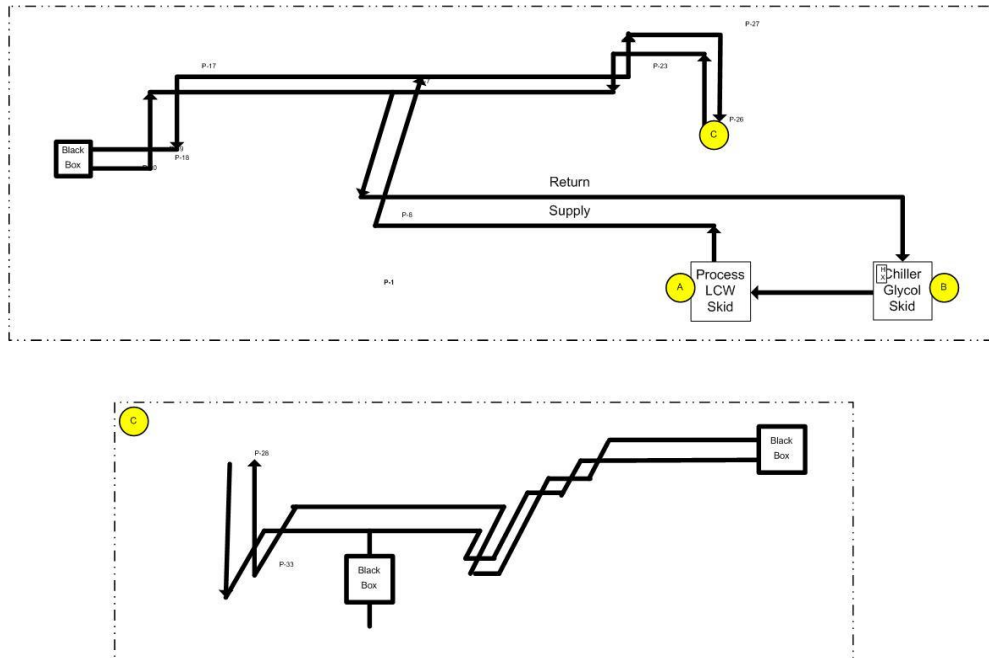 P-27
P-17
P-23
P-26
C
Black
Box
P-18
Return
Supply
P-8
P-1
A
Process
LCW
Skid
H
X
Chiller
Glycol
Skid
B
C
P-28
Black
Box
P-33
Black
Box